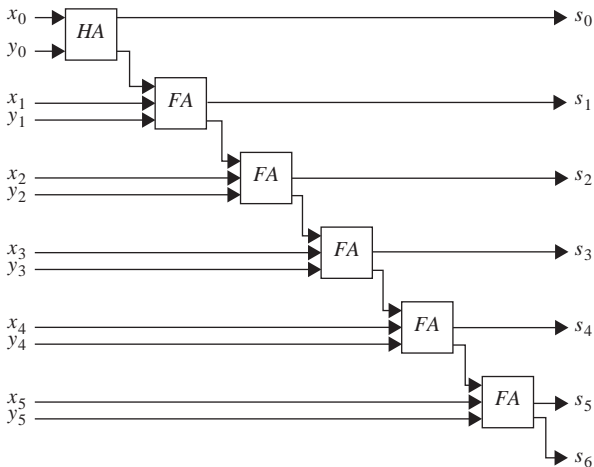 x0 HA s0
y0
x1 FA s1
y1
x2 FA s2
y2
x3 FA s3
y3
x4 FA s4
y4
x5 FA s5
y5
s6